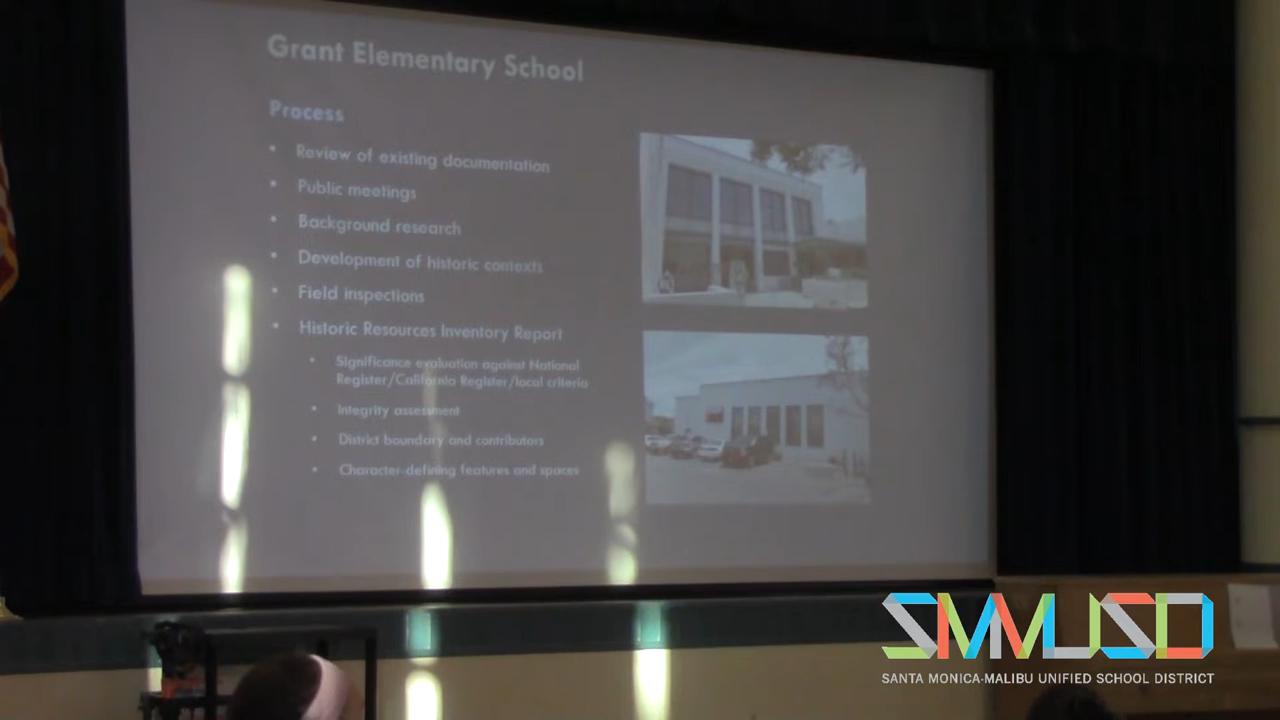 Grant Elementary School
Process
• Review of existing documentation
• Public meetings
• Background research
• Development of historic contexts
• Field inspections
• Historic Resources Inventory Report
• Significance evaluation against National
Register/California Register/local criteria
• Integrity assessment
• District boundary and contributors
• Character-defining features and spaces
SMMUSD
SANTA MONICA-MALIBU UNIFIED SCHOOL DISTRICT